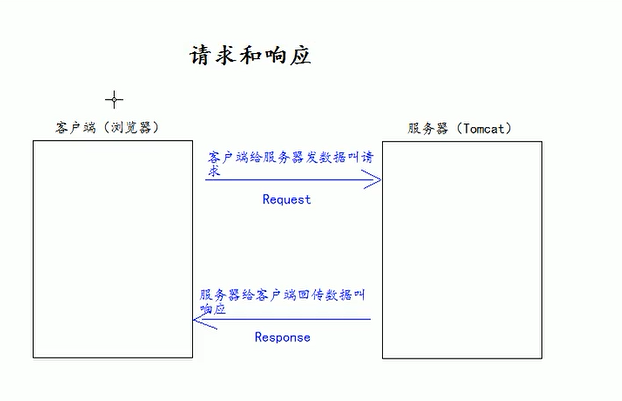 请求和响应
客户端（浏览器）
服务器（Tomcat）
客户端给服务器发数据叫请
求
Request
服务器给客户端回传数据叫
响应
Response